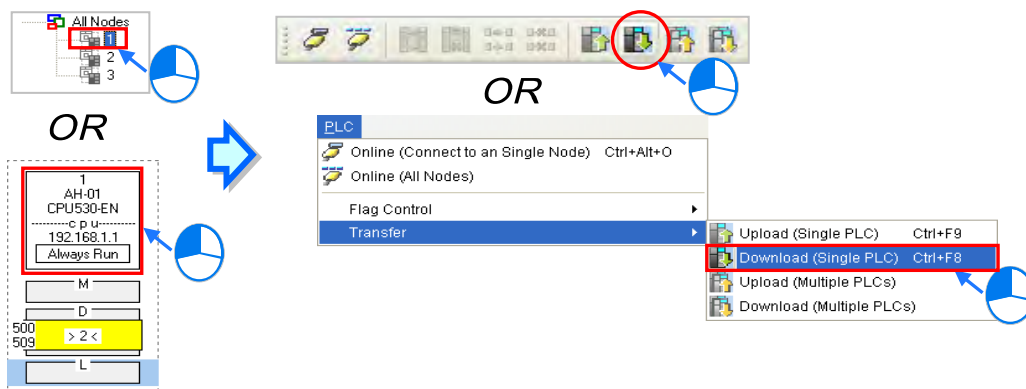 All Nodes
1
2
3
OR
1
AH-01
CPU530-EN
-------c p u-------
192.168.1.1
Always Run
M
D
500
509
> 2 <
L
OR
PLC
Online (Connect to an Single Node) Ctrl+Alt+O
Online (All Nodes)
Flag Control
Transfer
Upload (Single PLC) Ctrl+F9
Download (Single PLC) Ctrl+F8
Upload (Multiple PLCs)
Download (Multiple PLCs)